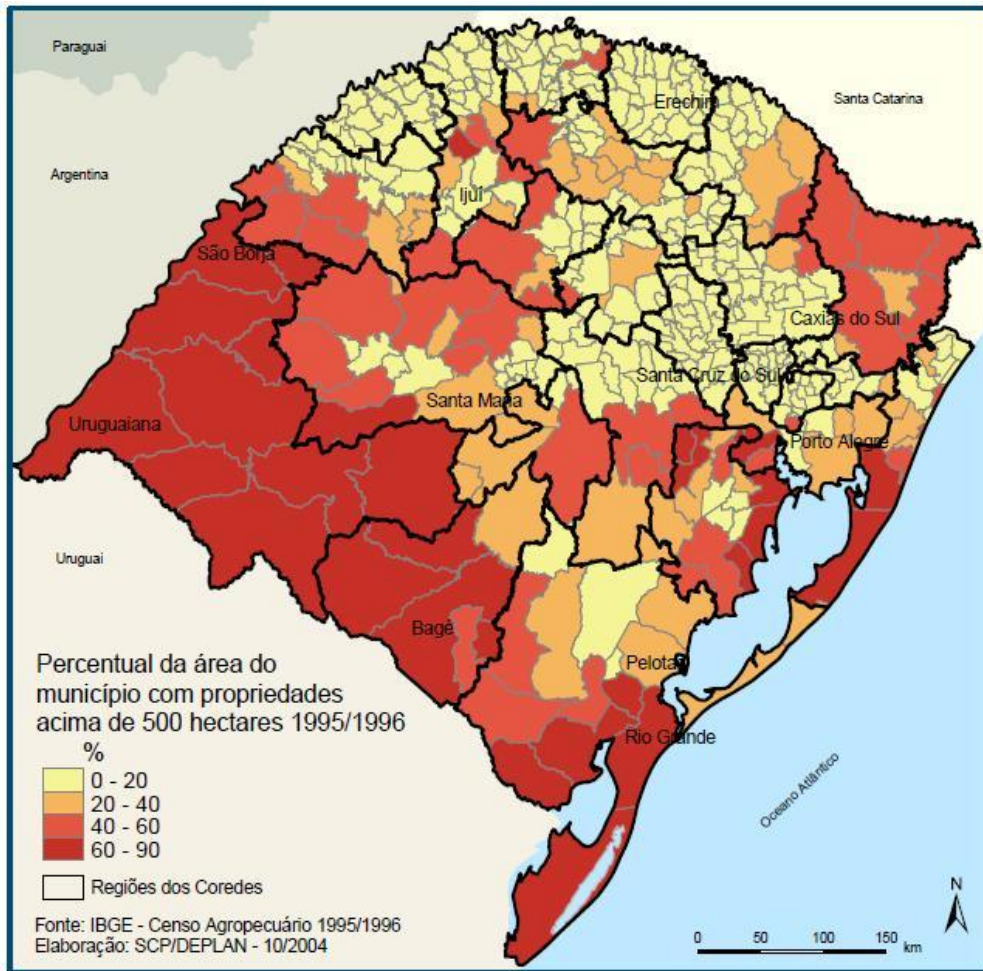 Paraguai
Santa Catarina
Argentina
Erechim
Ijuí
São Borja
Caxias do Sul
Santa Cruz do Sul
Santa Maria
Uruguaiana
Porto Alegre
Uruguai
Bagé
Pelotas
Rio Grande
Oceano Atlântico
Percentual da área do
município com propriedades
acima de 500 hectares 1995/1996
%
0 - 20
20 - 40
40 - 60
60 - 90
Regiões dos Coredes
Fonte: IBGE - Censo Agropecuário 1995/1996
Elaboração: SCP/DEPLAN - 10/2004
N
0 50 100 150
km